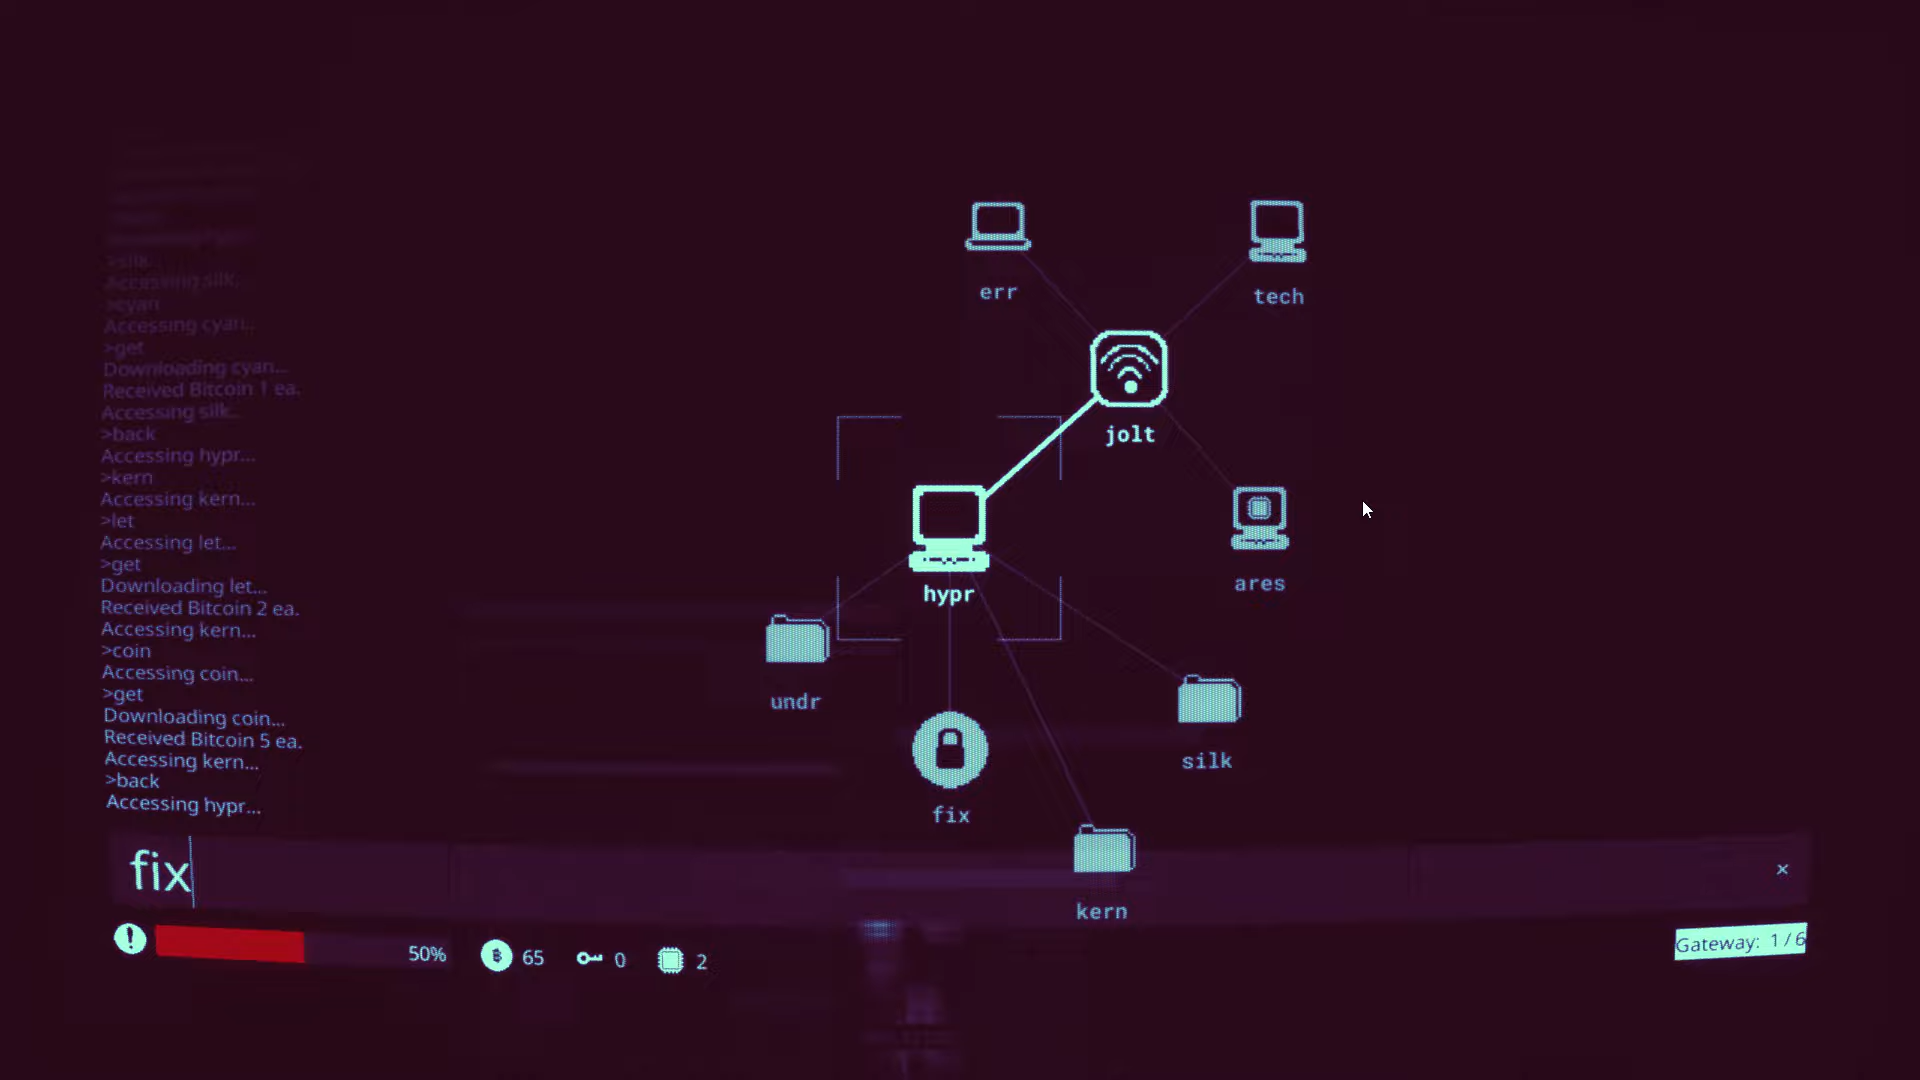 >silk
Accessing silk...
>cyan
Accessing cyan...
>get
Downloading cyan...
Received Bitcoin 1 ea.
Accessing silk...
>back
Accessing hypr...
>kern
Accessing kern...
>let
Accessing let...
>get
Downloading let...
Received Bitcoin 2 ea.
Accessing kern...
>coin
Accessing coin...
>get
Downloading coin...
Received Bitcoin 5 ea.
Accessing kern...
>back
Accessing hypr...
err
tech
jolt
hypr
ares
undr
silk
fix
kern
fix
×
50%
65
0
2
Gateway: 1/6